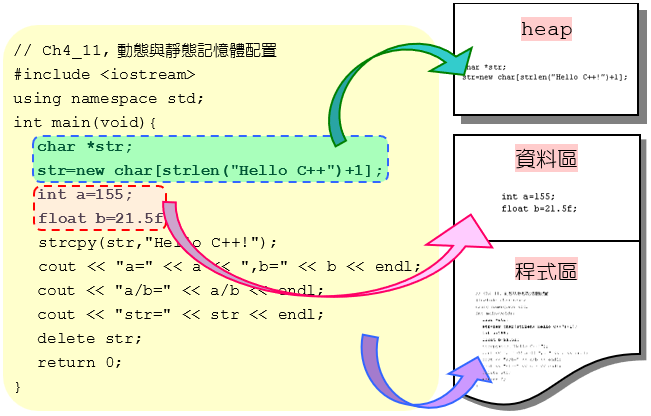 // Ch4_11, 動態與靜態記憶體配置
#include <iostream>
using namespace std;
int main(void){
char *str;
str=new char[strlen("Hello C++")+1];
int a=155;
float b=21.5f
strcpy(str,"Hello C++!");
cout << "a=" << a << ",b=" << b << endl;
cout << "a/b=" << a/b << endl;
cout << "str=" << str << endl;
delete str;
return 0;
}
heap
char *str;
str=new char[strlen("Hello C++!")+1];
資料區
int a=155;
float b=21.5f;
程式區